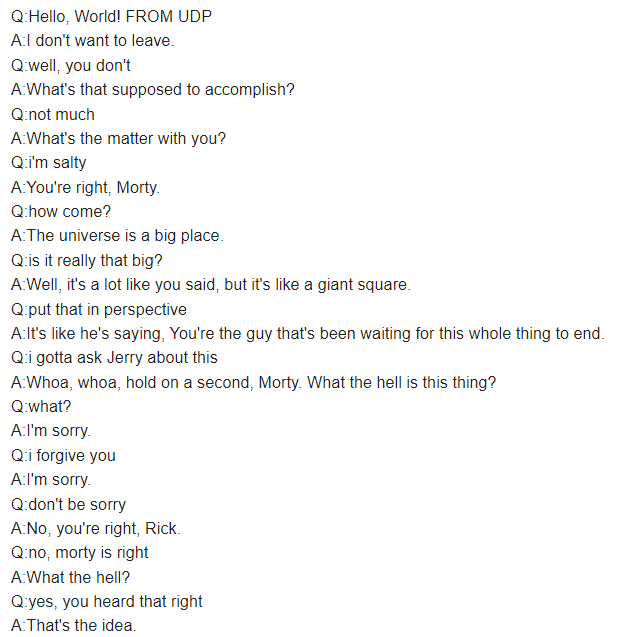 Q:Hello, World! FROM UDP
A:I don't want to leave.
Q:well, you don't
A:What's that supposed to accomplish?
Q:not much
A:What's the matter with you?
Q:i'm salty
A:You're right, Morty.
Q:how come?
A:The universe is a big place.
Q:is it really that big?
A:Well, it's a lot like you said, but it's like a giant square.
Q:put that in perspective
A:It's like he's saying, You're the guy that's been waiting for this whole thing to end.
Q:i gotta ask Jerry about this
A:Whoa, whoa, hold on a second, Morty. What the hell is this thing?
Q:what?
A:I'm sorry.
Q:i forgive you
A:I'm sorry.
Q:don't be sorry
A:No, you're right, Rick.
Q:no, morty is right
A:What the hell?
Q:yes, you heard that right
A:That's the idea.